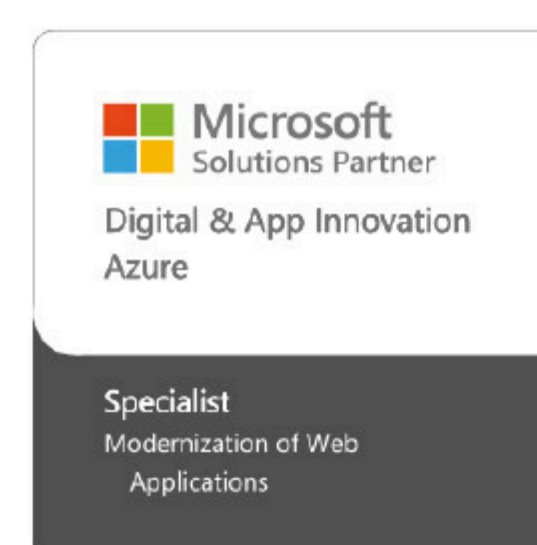 Microsoft
Solutions Partner
Digital & App Innovation
Azure
Specialist
Modernization of Web
Applications